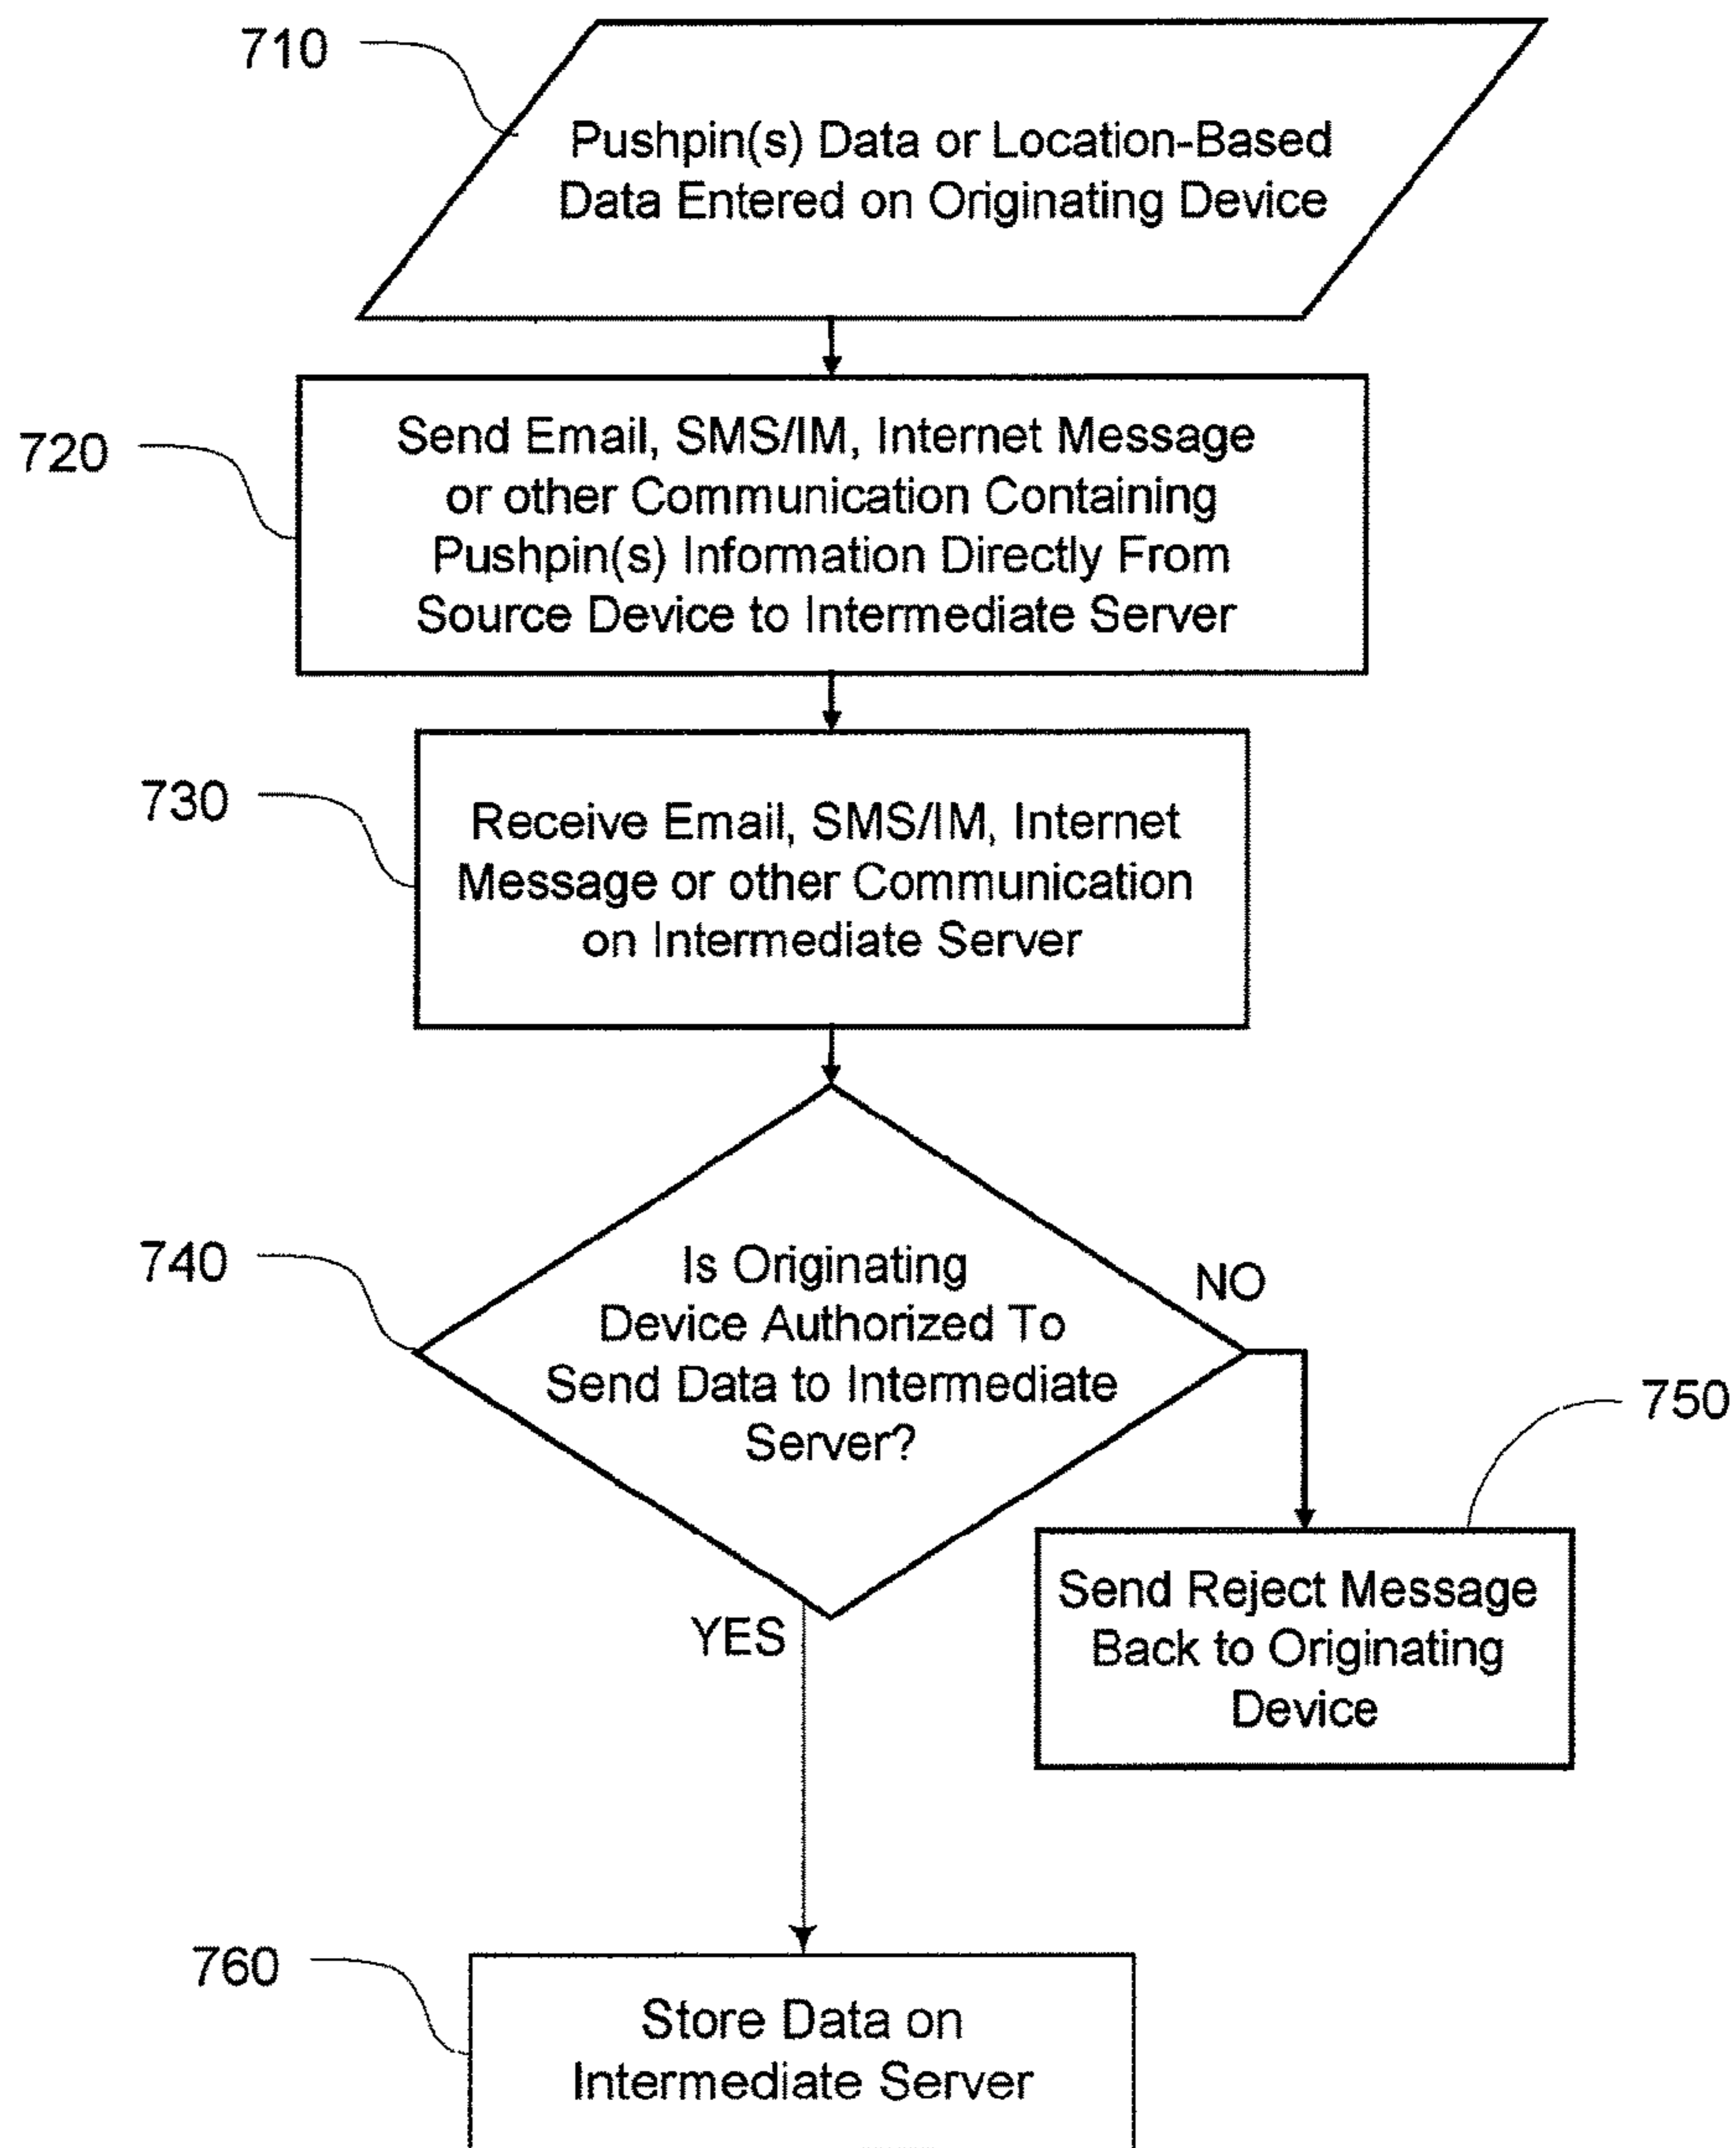 710
Pushpin(s) Data or Location-Based
Data Entered on Originating Device
720
Send Email, SMS/IM, Internet Message
or other Communication Containing
Pushpin(s) Information Directly From
Source Device to Intermediate Server
730
Receive Email, SMS/IM, Internet
Message or other Communication
on Intermediate Server
740
Is Originating
Device Authorized To
Send Data to Intermediate
Server?
NO
YES
750
Send Reject Message
Back to Originating
Device
760
Store Data on
Intermediate Server